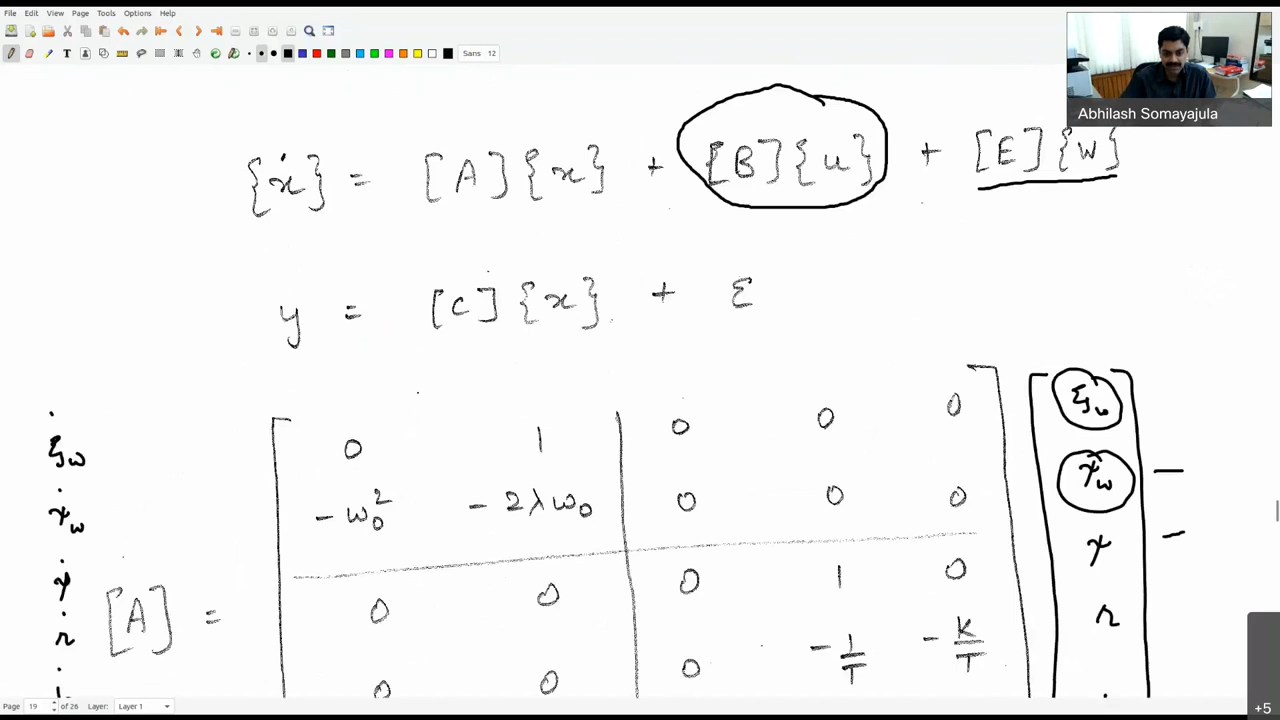 File Edit View Page Tools Options Help
Sans 12
Abhilash Somayajula
{ẋ} = [A]{x} + [B]{u} + [E]{w}
y = [C]{x} + Σ
ξ̇w 0 1 0 0 0 ξw
ψ̇w -ω0² -2λω0 0 0 0 ψw
ψ̇ 0 0 0 1 0 ψ
[A] =
ṙ 0 0 0 -1/T -K/T r
Page 19 of 26 Layer: Layer 1
+5